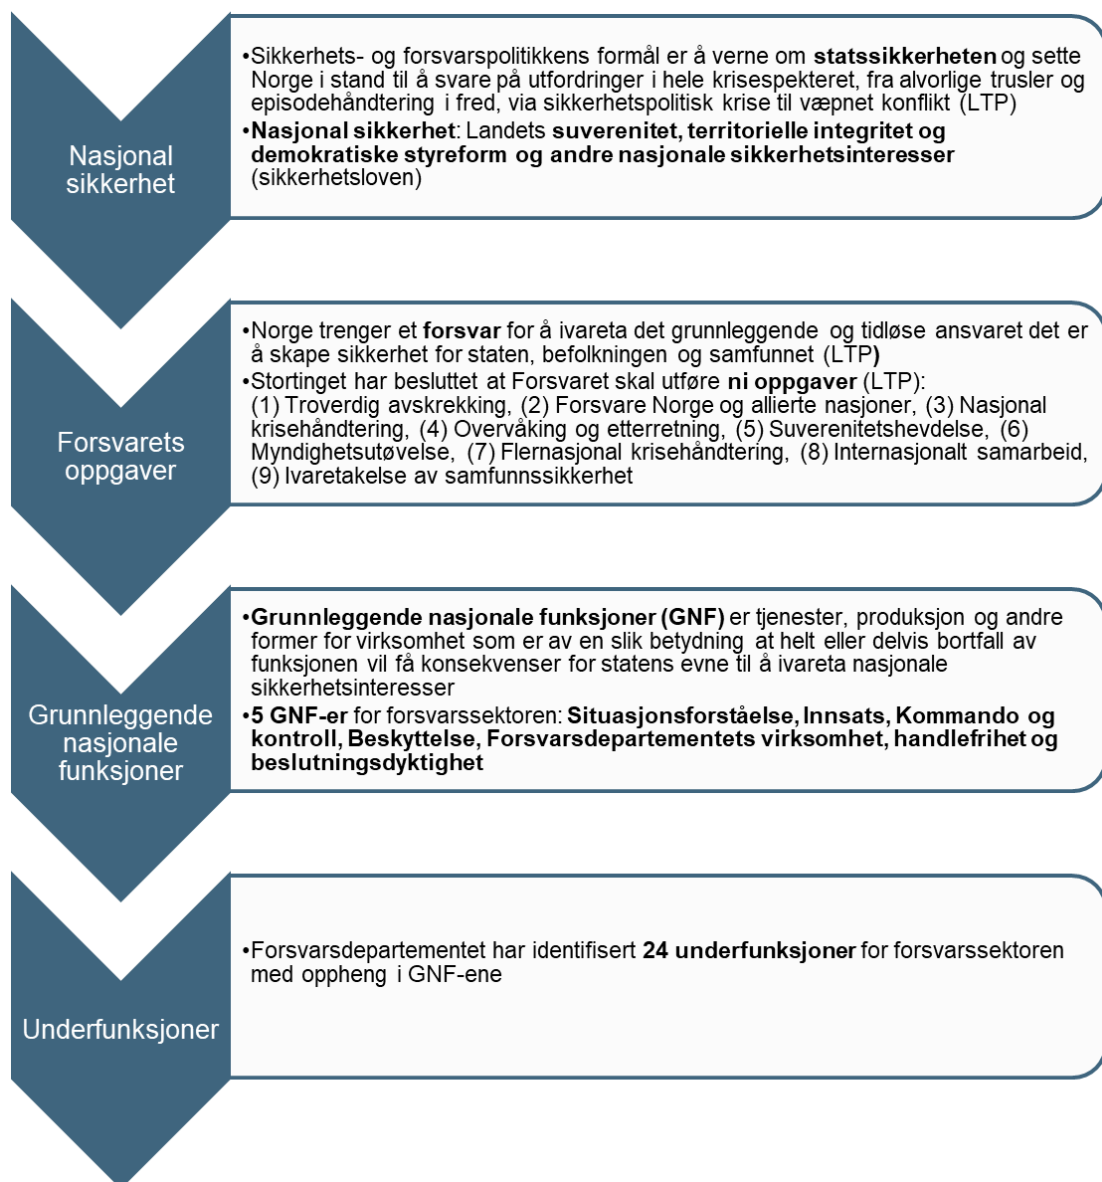 Nasjonal
sikkerhet
•Sikkerhets- og forsvarspolitikkens formål er å verne om statssikkerheten og sette
Norge i stand til å svare på utfordringer i hele krisespekteret, fra alvorlige trusler og
episodehåndtering i fred, via sikkerhetspolitisk krise til væpnet konflikt (LTP)
•Nasjonal sikkerhet: Landets suverenitet, territorielle integritet og
demokratiske styreform og andre nasjonale sikkerhetsinteresser
(sikkerhetsloven)
Forsvarets
oppgaver
•Norge trenger et forsvar for å ivareta det grunnleggende og tidløse ansvaret det er
å skape sikkerhet for staten, befolkningen og samfunnet (LTP)
•Stortinget har besluttet at Forsvaret skal utføre ni oppgaver (LTP):
(1) Troverdig avskrekking, (2) Forsvare Norge og allierte nasjoner, (3) Nasjonal
krisehåndtering, (4) Overvåking og etterretning, (5) Suverenitetshevdelse, (6)
Myndighetsutøvelse, (7) Flernasjonal krisehåndtering, (8) Internasjonalt samarbeid,
(9) Ivaretakelse av samfunnssikkerhet
Grunnleggende
nasjonale
funksjoner
•Grunnleggende nasjonale funksjoner (GNF) er tjenester, produksjon og andre
former for virksomhet som er av en slik betydning at helt eller delvis bortfall av
funksjonen vil få konsekvenser for statens evne til å ivareta nasjonale
sikkerhetsinteresser
•5 GNF-er for forsvarssektoren: Situasjonsforståelse, Innsats, Kommando og
kontroll, Beskyttelse, Forsvarsdepartementets virksomhet, handlefrihet og
beslutningsdyktighet
Underfunksjoner
•Forsvarsdepartementet har identifisert 24 underfunksjoner for forsvarssektoren
med oppheng i GNF-ene